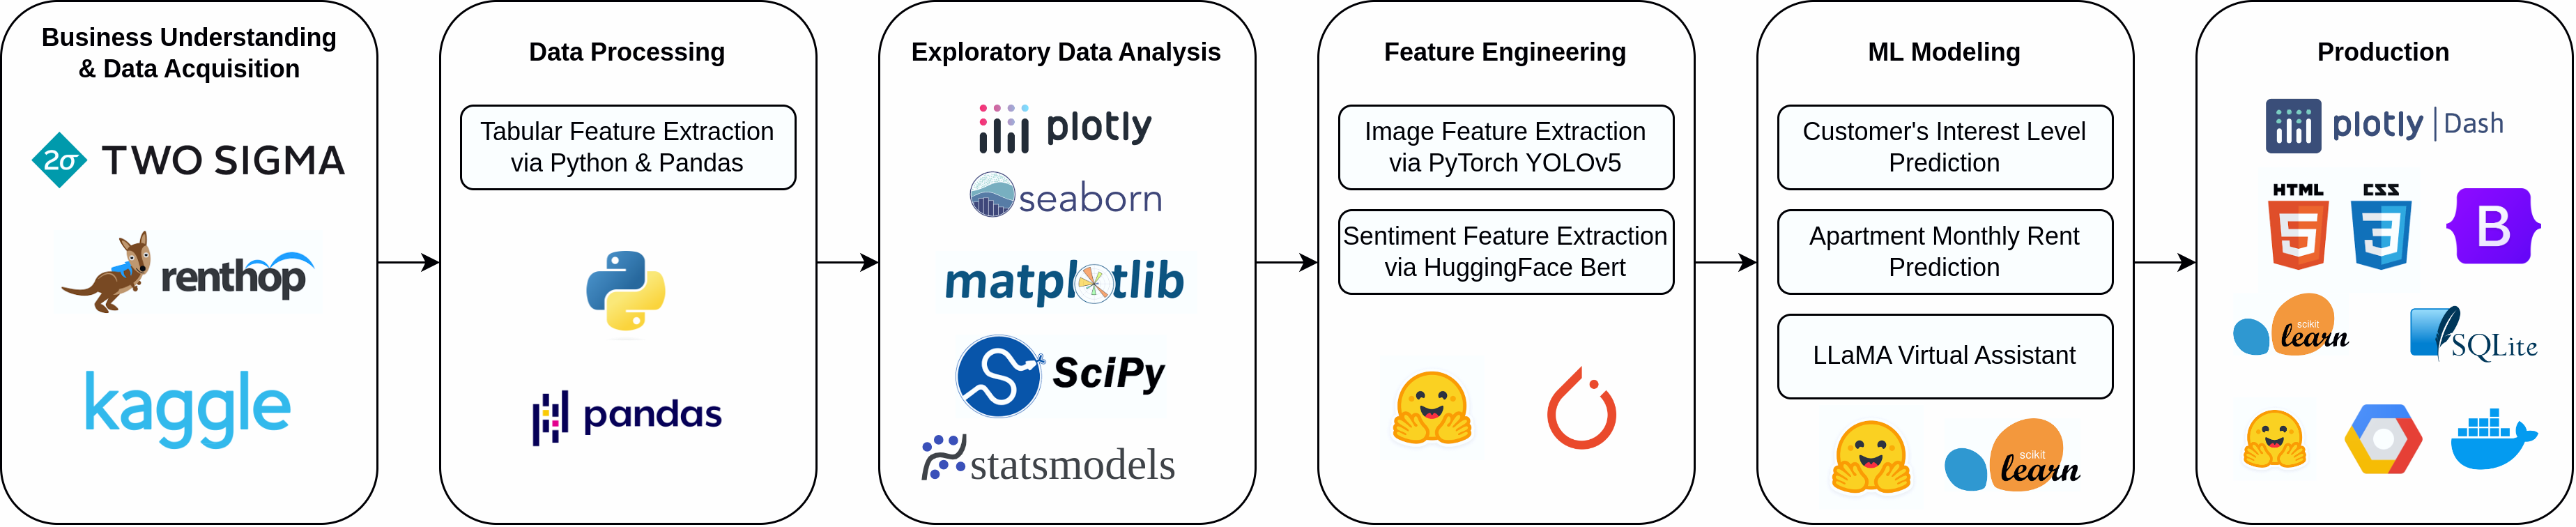 Business Understanding
& Data Acquisition
2σ TWO SIGMA
renthop
kaggle
Data Processing
Tabular Feature Extraction
via Python & Pandas
pandas
Exploratory Data Analysis
plotly
seaborn
matplotlib
SciPy
statsmodels
Feature Engineering
Image Feature Extraction
via PyTorch YOLOv5
Sentiment Feature Extraction
via HuggingFace Bert
ML Modeling
Customer's Interest Level
Prediction
Apartment Monthly Rent
Prediction
LLaMA Virtual Assistant
scikit
learn
Production
plotly | Dash
HTML
5
CSS
3
B
scikit
learn
SQLite